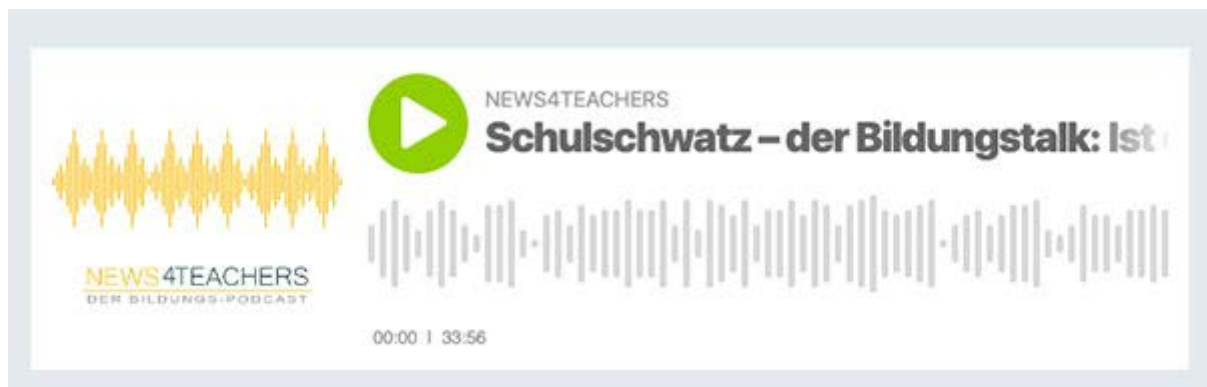 NEWS4TEACHERS
Schulschwatz – der Bildungstalk: Ist
NEWS4TEACHERS
DER BILDUNGS-PODCAST
00:00 | 33:56